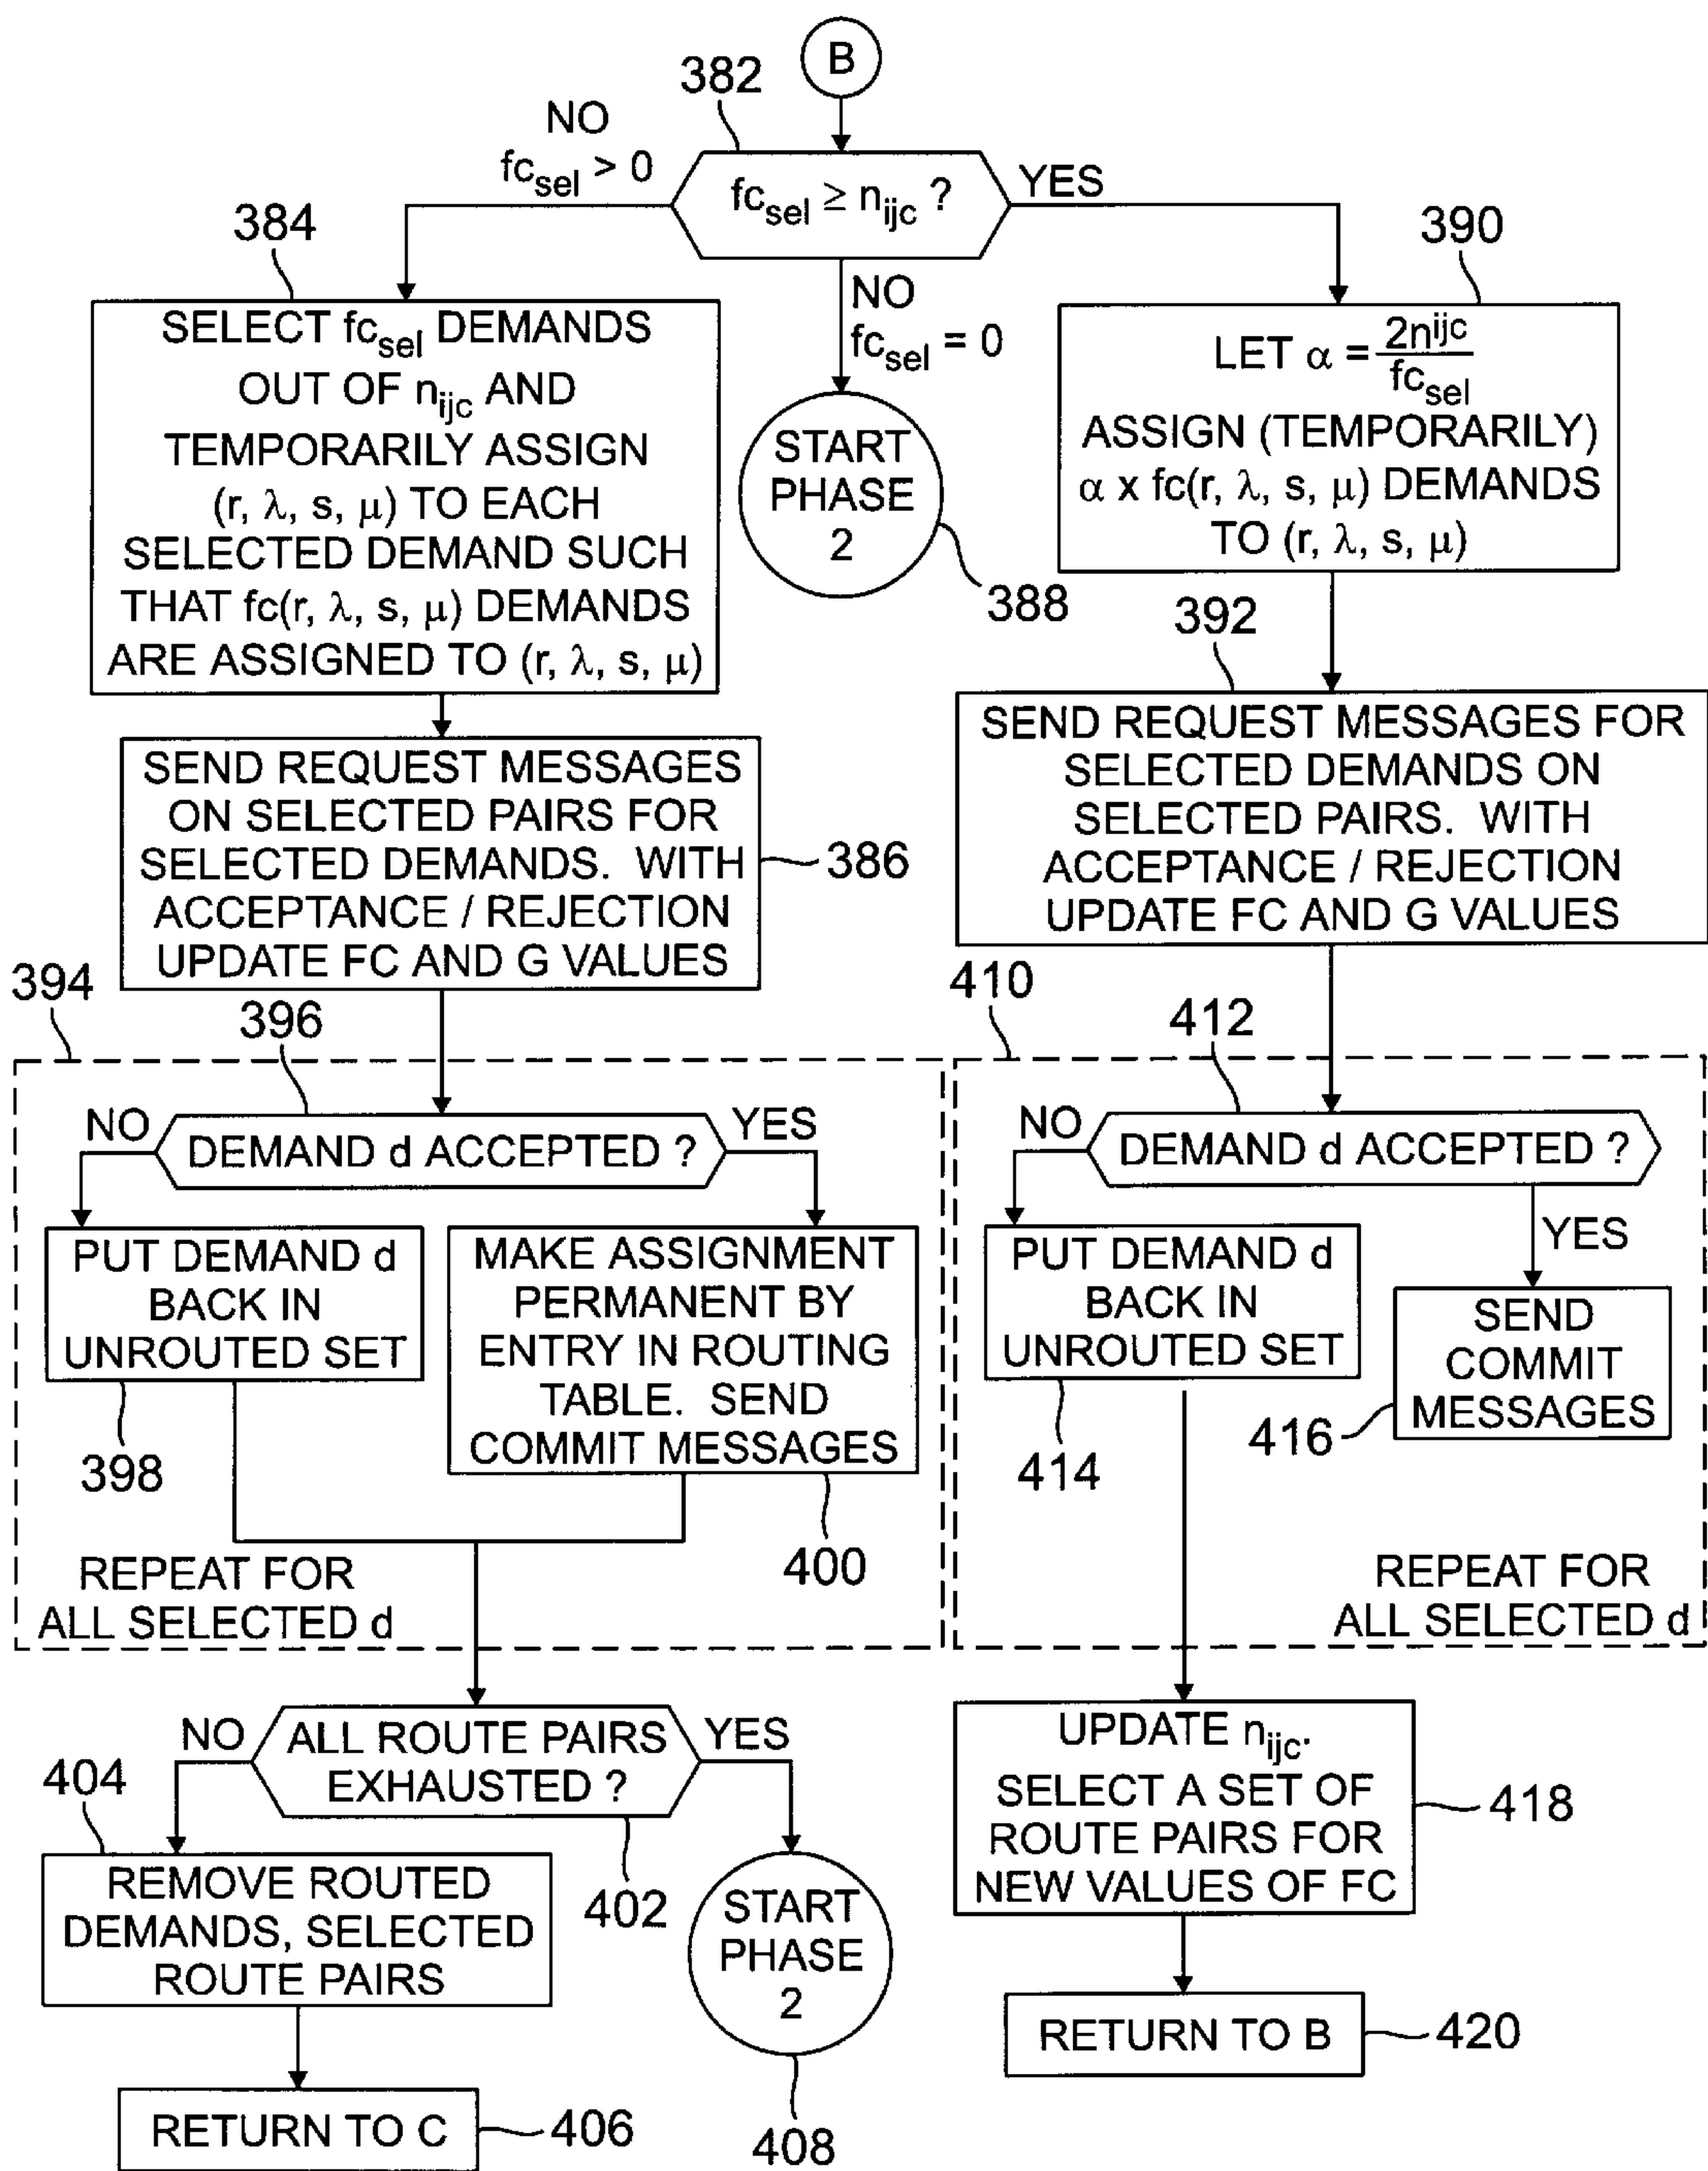 B
382
NO
fc_sel > 0
fc_sel ≥ n_ijc ?
YES
384
390
NO
fc_sel = 0
SELECT fc_sel DEMANDS
OUT OF n_ijc AND
TEMPORARILY ASSIGN
(r, λ, s, μ) TO EACH
SELECTED DEMAND SUCH
THAT fc(r, λ, s, μ) DEMANDS
ARE ASSIGNED TO (r, λ, s, μ)
START
PHASE
2
388
LET α = 2n^ijc / fc_sel
ASSIGN (TEMPORARILY)
α x fc(r, λ, s, μ) DEMANDS
TO (r, λ, s, μ)
392
SEND REQUEST MESSAGES
ON SELECTED PAIRS FOR
SELECTED DEMANDS. WITH
ACCEPTANCE / REJECTION
UPDATE FC AND G VALUES
386
SEND REQUEST MESSAGES FOR
SELECTED DEMANDS ON
SELECTED PAIRS. WITH
ACCEPTANCE / REJECTION
UPDATE FC AND G VALUES
394
396
410
412
NO
DEMAND d ACCEPTED ?
YES
NO
DEMAND d ACCEPTED ?
YES
PUT DEMAND d
BACK IN
UNROUTED SET
398
MAKE ASSIGNMENT
PERMANENT BY
ENTRY IN ROUTING
TABLE. SEND
COMMIT MESSAGES
400
PUT DEMAND d
BACK IN
UNROUTED SET
414
SEND
COMMIT
MESSAGES
416
REPEAT FOR
ALL SELECTED d
REPEAT FOR
ALL SELECTED d
NO
ALL ROUTE PAIRS
EXHAUSTED ?
YES
402
404
REMOVE ROUTED
DEMANDS, SELECTED
ROUTE PAIRS
START
PHASE
2
408
UPDATE n_ijc.
SELECT A SET OF
ROUTE PAIRS FOR
NEW VALUES OF FC
418
RETURN TO B
420
RETURN TO C
406